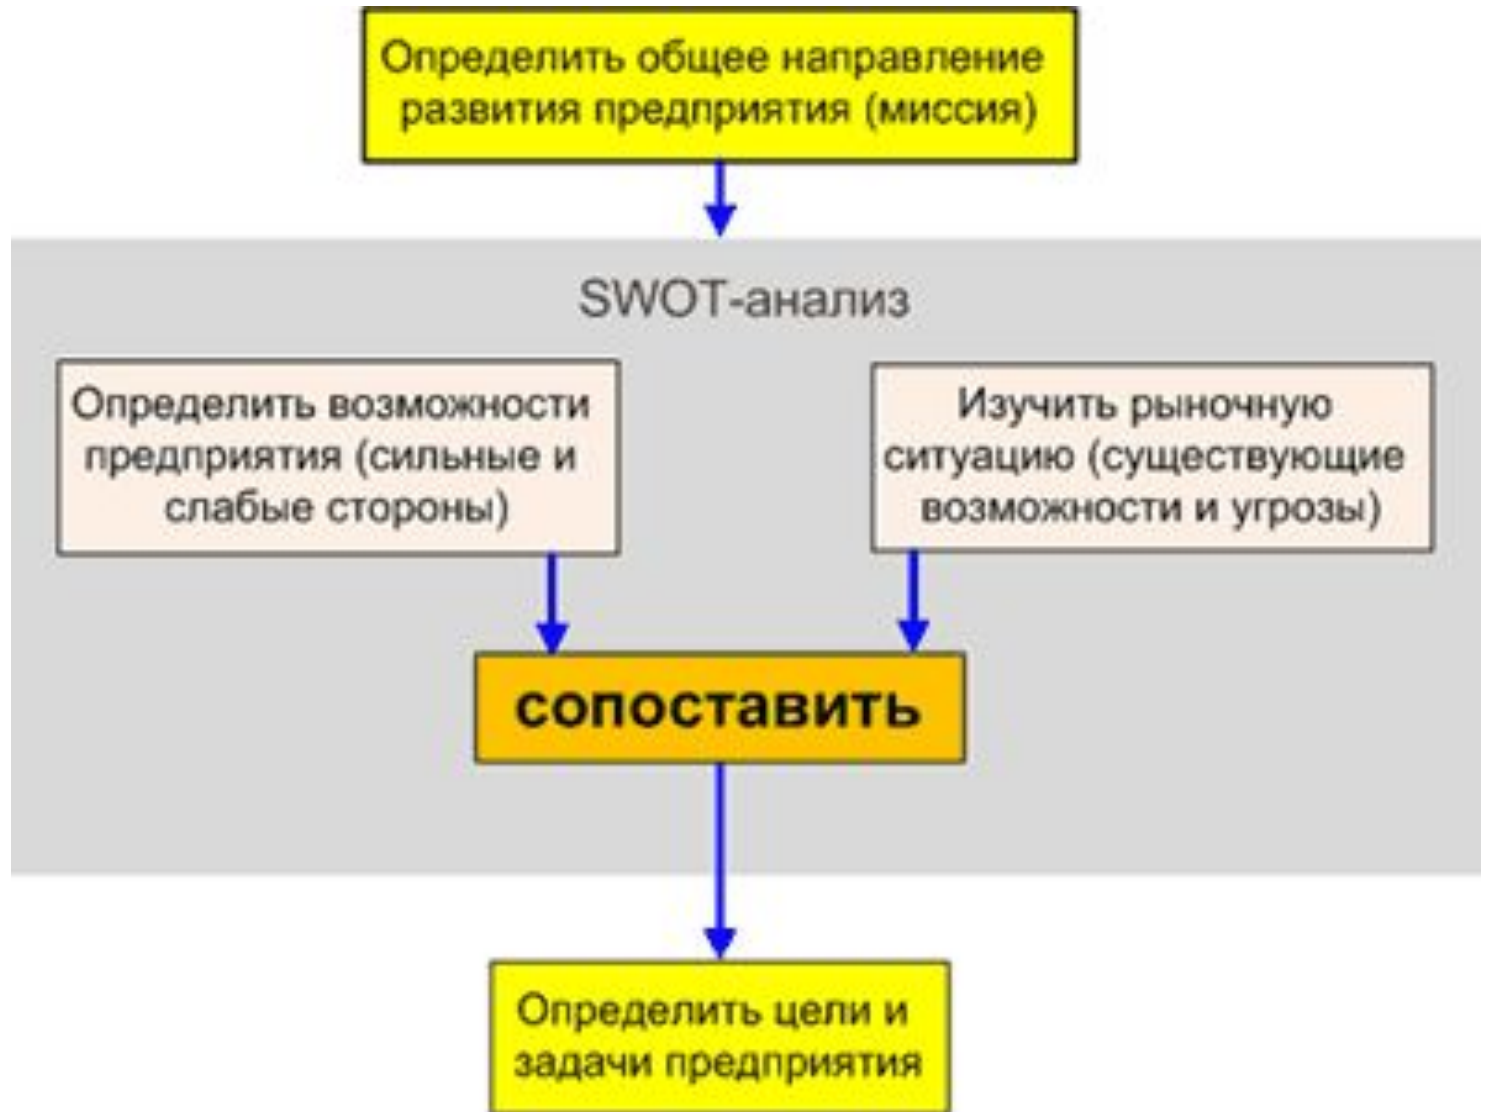 Определить общее направление
развития предприятия (миссия)
SWOT-анализ
Определить возможности
предприятия (сильные и
слабые стороны)
Изучить рыночную
ситуацию (существующие
возможности и угрозы)
сопоставить
Определить цели и
задачи предприятия